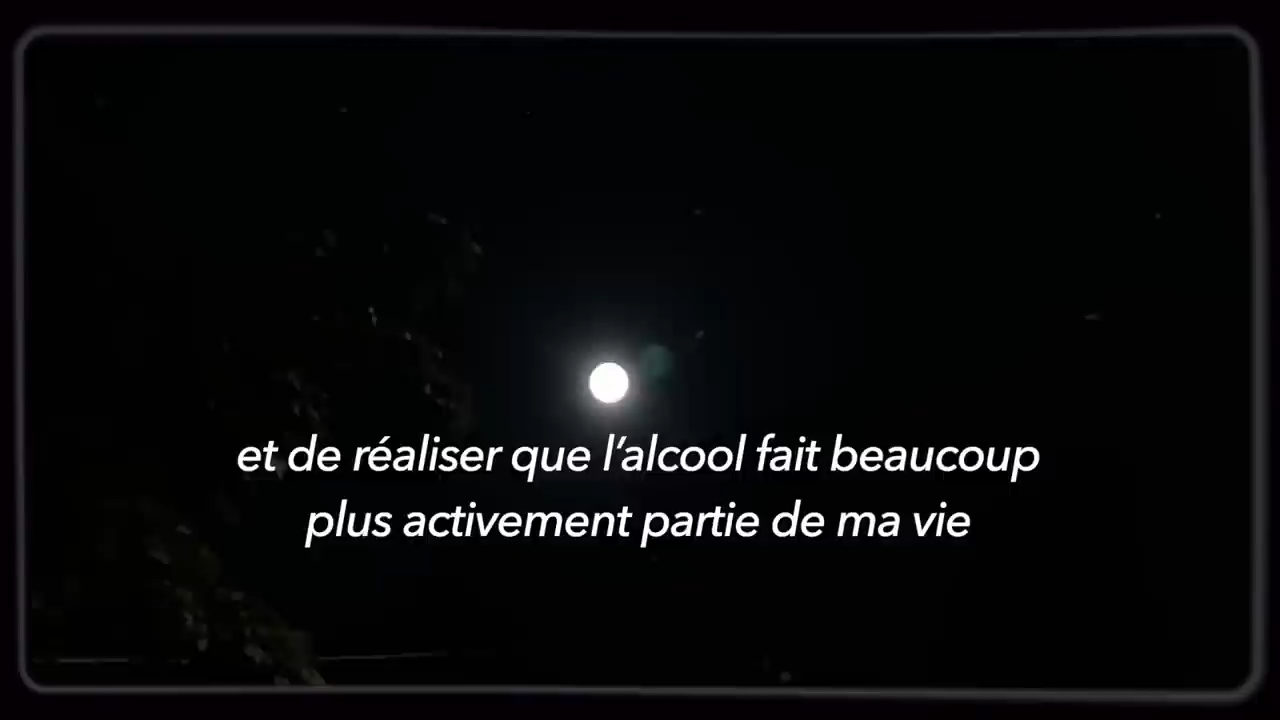 et de réaliser que l’alcool fait beaucoup
plus activement partie de ma vie